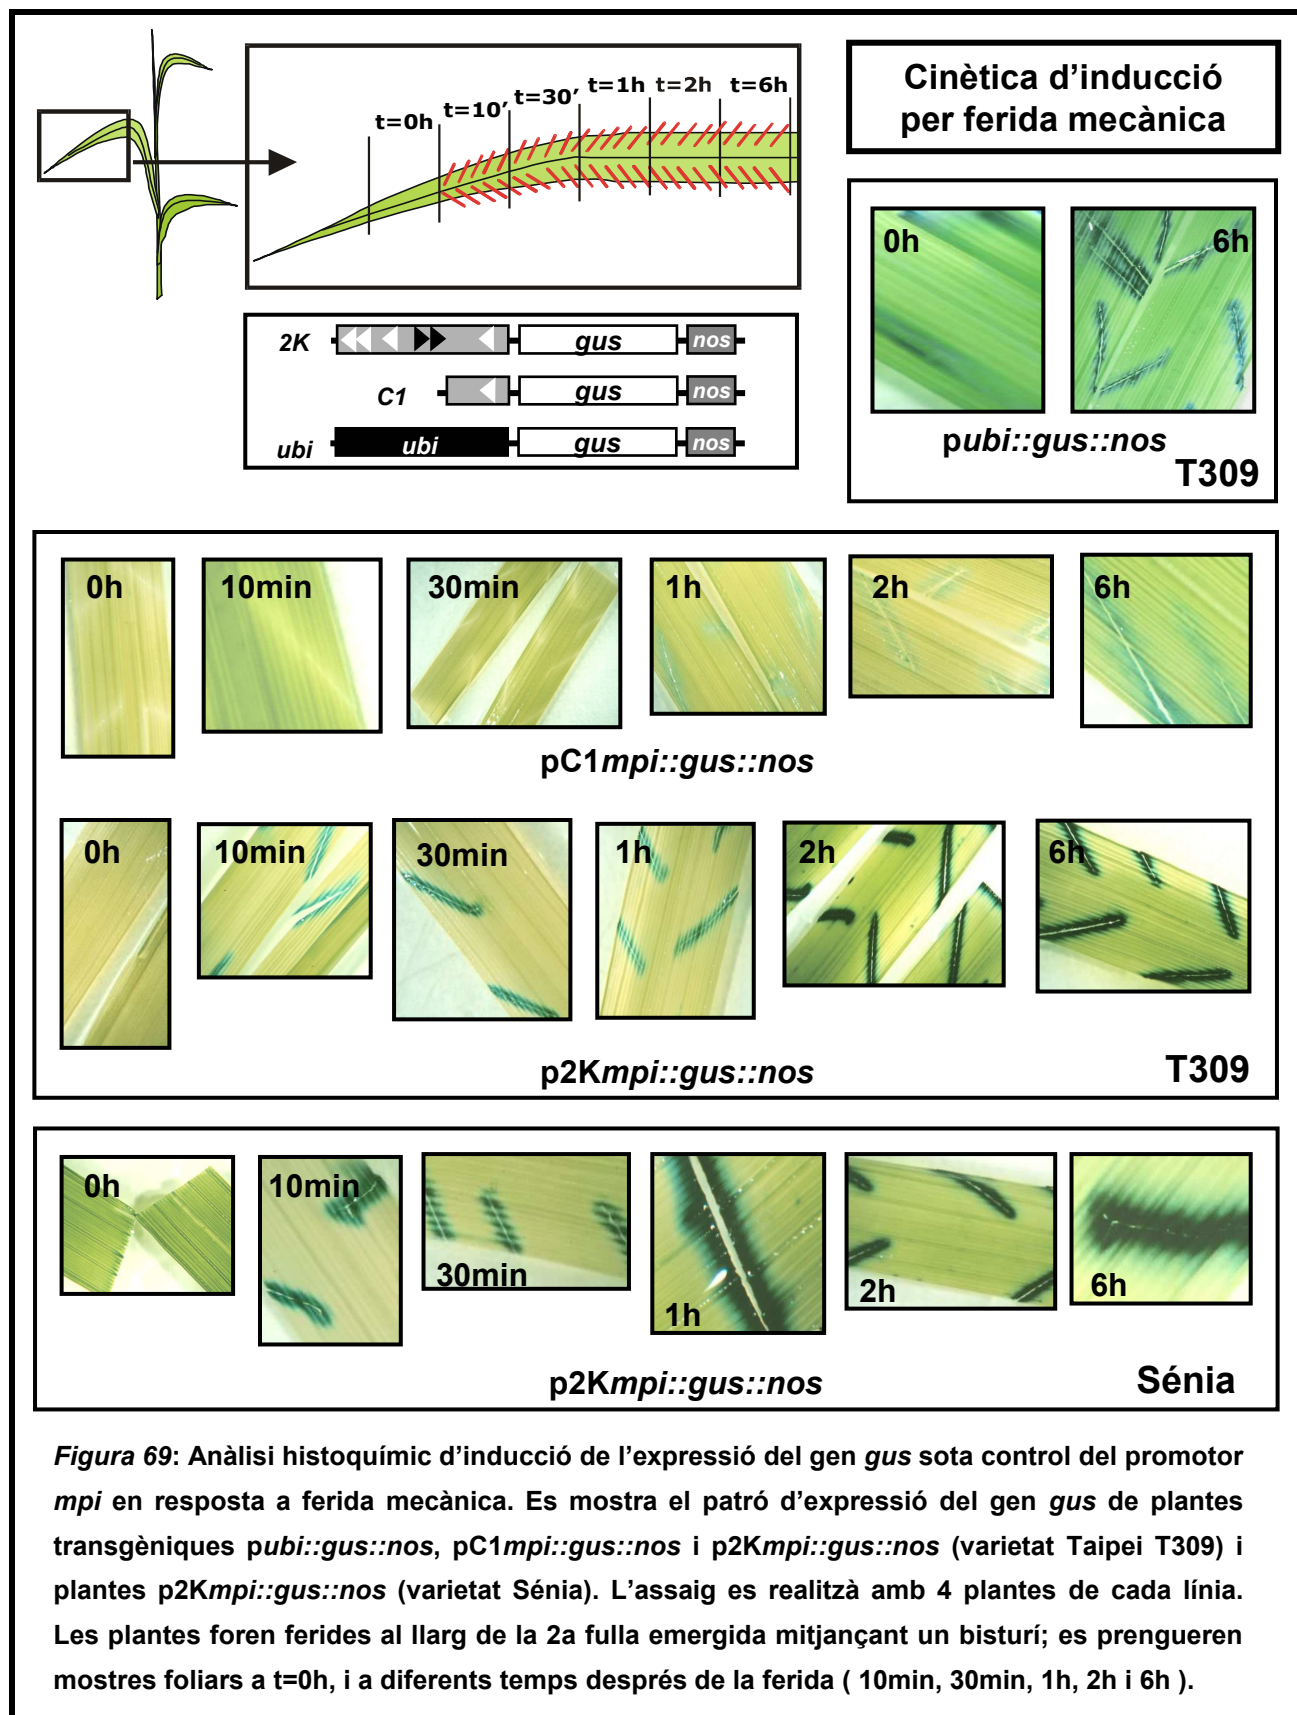 Cinètica d’inducció
per ferida mecànica
t=0h
t=10’
t=30’
t=1h
t=2h
t=6h
2K gus nos
C1 gus nos
ubi ubi gus nos
0h
6h
pubi::gus::nos
T309
0h
10min
30min
1h
2h
6h
pC1mpi::gus::nos
0h
10min
30min
1h
2h
6h
p2Kmpi::gus::nos
T309
0h
10min
30min
1h
2h
6h
p2Kmpi::gus::nos
Sénia
Figura 69: Anàlisi histoquímic d’inducció de l’expressió del gen gus sota control del promotor
mpi en resposta a ferida mecànica. Es mostra el patró d’expressió del gen gus de plantes
transgèniques pubi::gus::nos, pC1mpi::gus::nos i p2Kmpi::gus::nos (varietat Taipei T309) i
plantes p2Kmpi::gus::nos (varietat Sénia). L’assaig es realitzà amb 4 plantes de cada línia.
Les plantes foren ferides al llarg de la 2a fulla emergida mitjançant un bisturí; es prengueren
mostres foliars a t=0h, i a diferents temps després de la ferida ( 10min, 30min, 1h, 2h i 6h ).